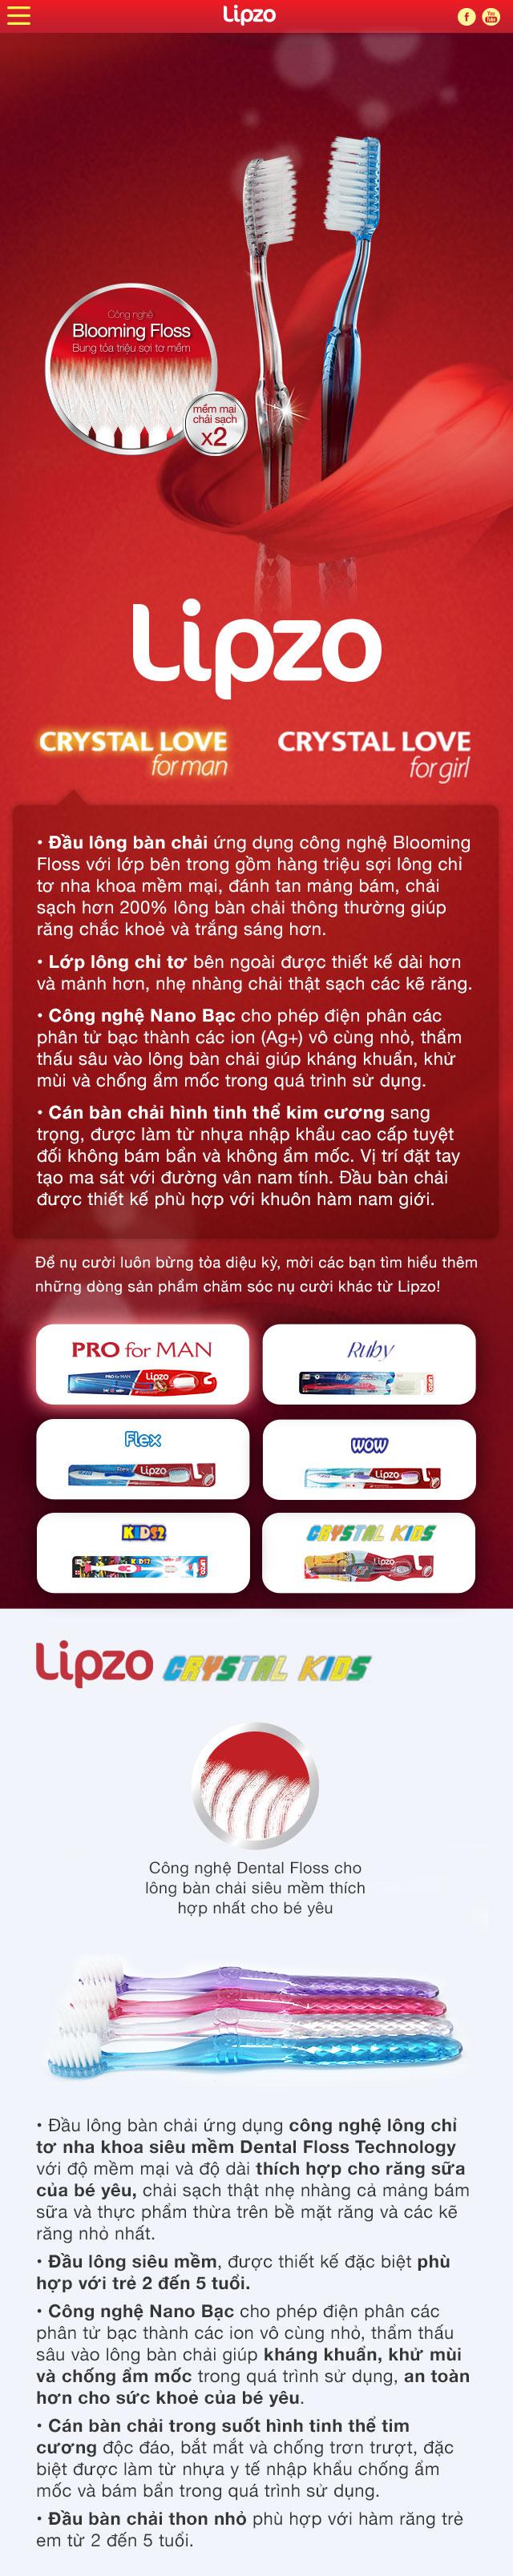 Lipzo
f
You
Tube
Công nghệ
Blooming Floss
Bung tỏa triệu sợi tơ mềm
mềm mại
chải sạch
x2
Lipzo
CRYSTAL LOVE
for man
CRYSTAL LOVE
for girl
• Đầu lông bàn chải ứng dụng công nghệ Blooming
Floss với lớp bên trong gồm hàng triệu sợi lông chỉ
tơ nha khoa mềm mại, đánh tan mảng bám, chải
sạch hơn 200% lông bàn chải thông thường giúp
răng chắc khoẻ và trắng sáng hơn.
• Lớp lông chỉ tơ bên ngoài được thiết kế dài hơn
và mảnh hơn, nhẹ nhàng chải thật sạch các kẽ răng.
• Công nghệ Nano Bạc cho phép điện phân các
phân tử bạc thành các ion (Ag+) vô cùng nhỏ, thẩm
thấu sâu vào lông bàn chải giúp kháng khuẩn, khử
mùi và chống ẩm mốc trong quá trình sử dụng.
• Cán bàn chải hình tinh thể kim cương sang
trọng, được làm từ nhựa nhập khẩu cao cấp tuyệt
đối không bám bẩn và không ẩm mốc. Vị trí đặt tay
tạo ma sát với đường vân nam tính. Đầu bàn chải
được thiết kế phù hợp với khuôn hàm nam giới.
Để nụ cười luôn bừng tỏa diệu kỳ, mời các bạn tìm hiểu thêm
những dòng sản phẩm chăm sóc nụ cười khác từ Lipzo!
PRO for MAN
PRO for MAN
Lipzo
Ruby
Ruby
Lipzo
Flex
Flex
Lipzo
WOW
Lipzo
KIDS2
KIDS2
Lipzo
CRYSTAL KIDS
Lipzo
Lipzo CRYSTAL KIDS
Công nghệ Dental Floss cho
lông bàn chải siêu mềm thích
hợp nhất cho bé yêu
• Đầu lông bàn chải ứng dụng công nghệ lông chỉ
tơ nha khoa siêu mềm Dental Floss Technology
với độ mềm mại và độ dài thích hợp cho răng sữa
của bé yêu, chải sạch thật nhẹ nhàng cả mảng bám
sữa và thực phẩm thừa trên bề mặt răng và các kẽ
răng nhỏ nhất.
• Đầu lông siêu mềm, được thiết kế đặc biệt phù
hợp với trẻ 2 đến 5 tuổi.
• Công nghệ Nano Bạc cho phép điện phân các
phân tử bạc thành các ion vô cùng nhỏ, thẩm thấu
sâu vào lông bàn chải giúp kháng khuẩn, khử mùi
và chống ẩm mốc trong quá trình sử dụng, an toàn
hơn cho sức khoẻ của bé yêu.
• Cán bàn chải trong suốt hình tinh thể tim
cương độc đáo, bắt mắt và chống trơn trượt, đặc
biệt được làm từ nhựa y tế nhập khẩu chống ẩm
mốc và bám bẩn trong quá trình sử dụng.
• Đầu bàn chải thon nhỏ phù hợp với hàm răng trẻ
em từ 2 đến 5 tuổi.